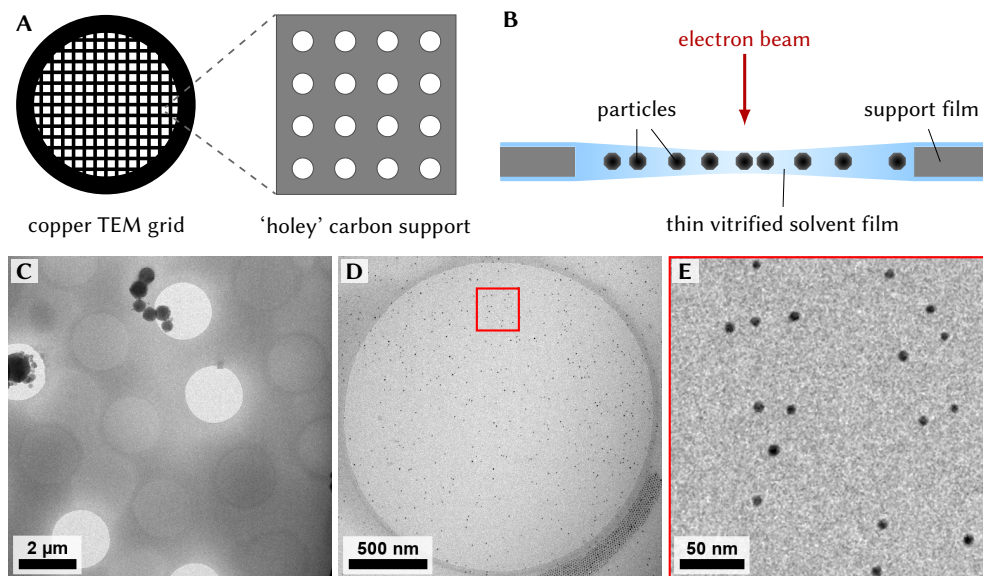 A
copper TEM grid
‘holey’ carbon support
B
electron beam
particles
support film
thin vitrified solvent film
C
2 µm
D
500 nm
E
50 nm